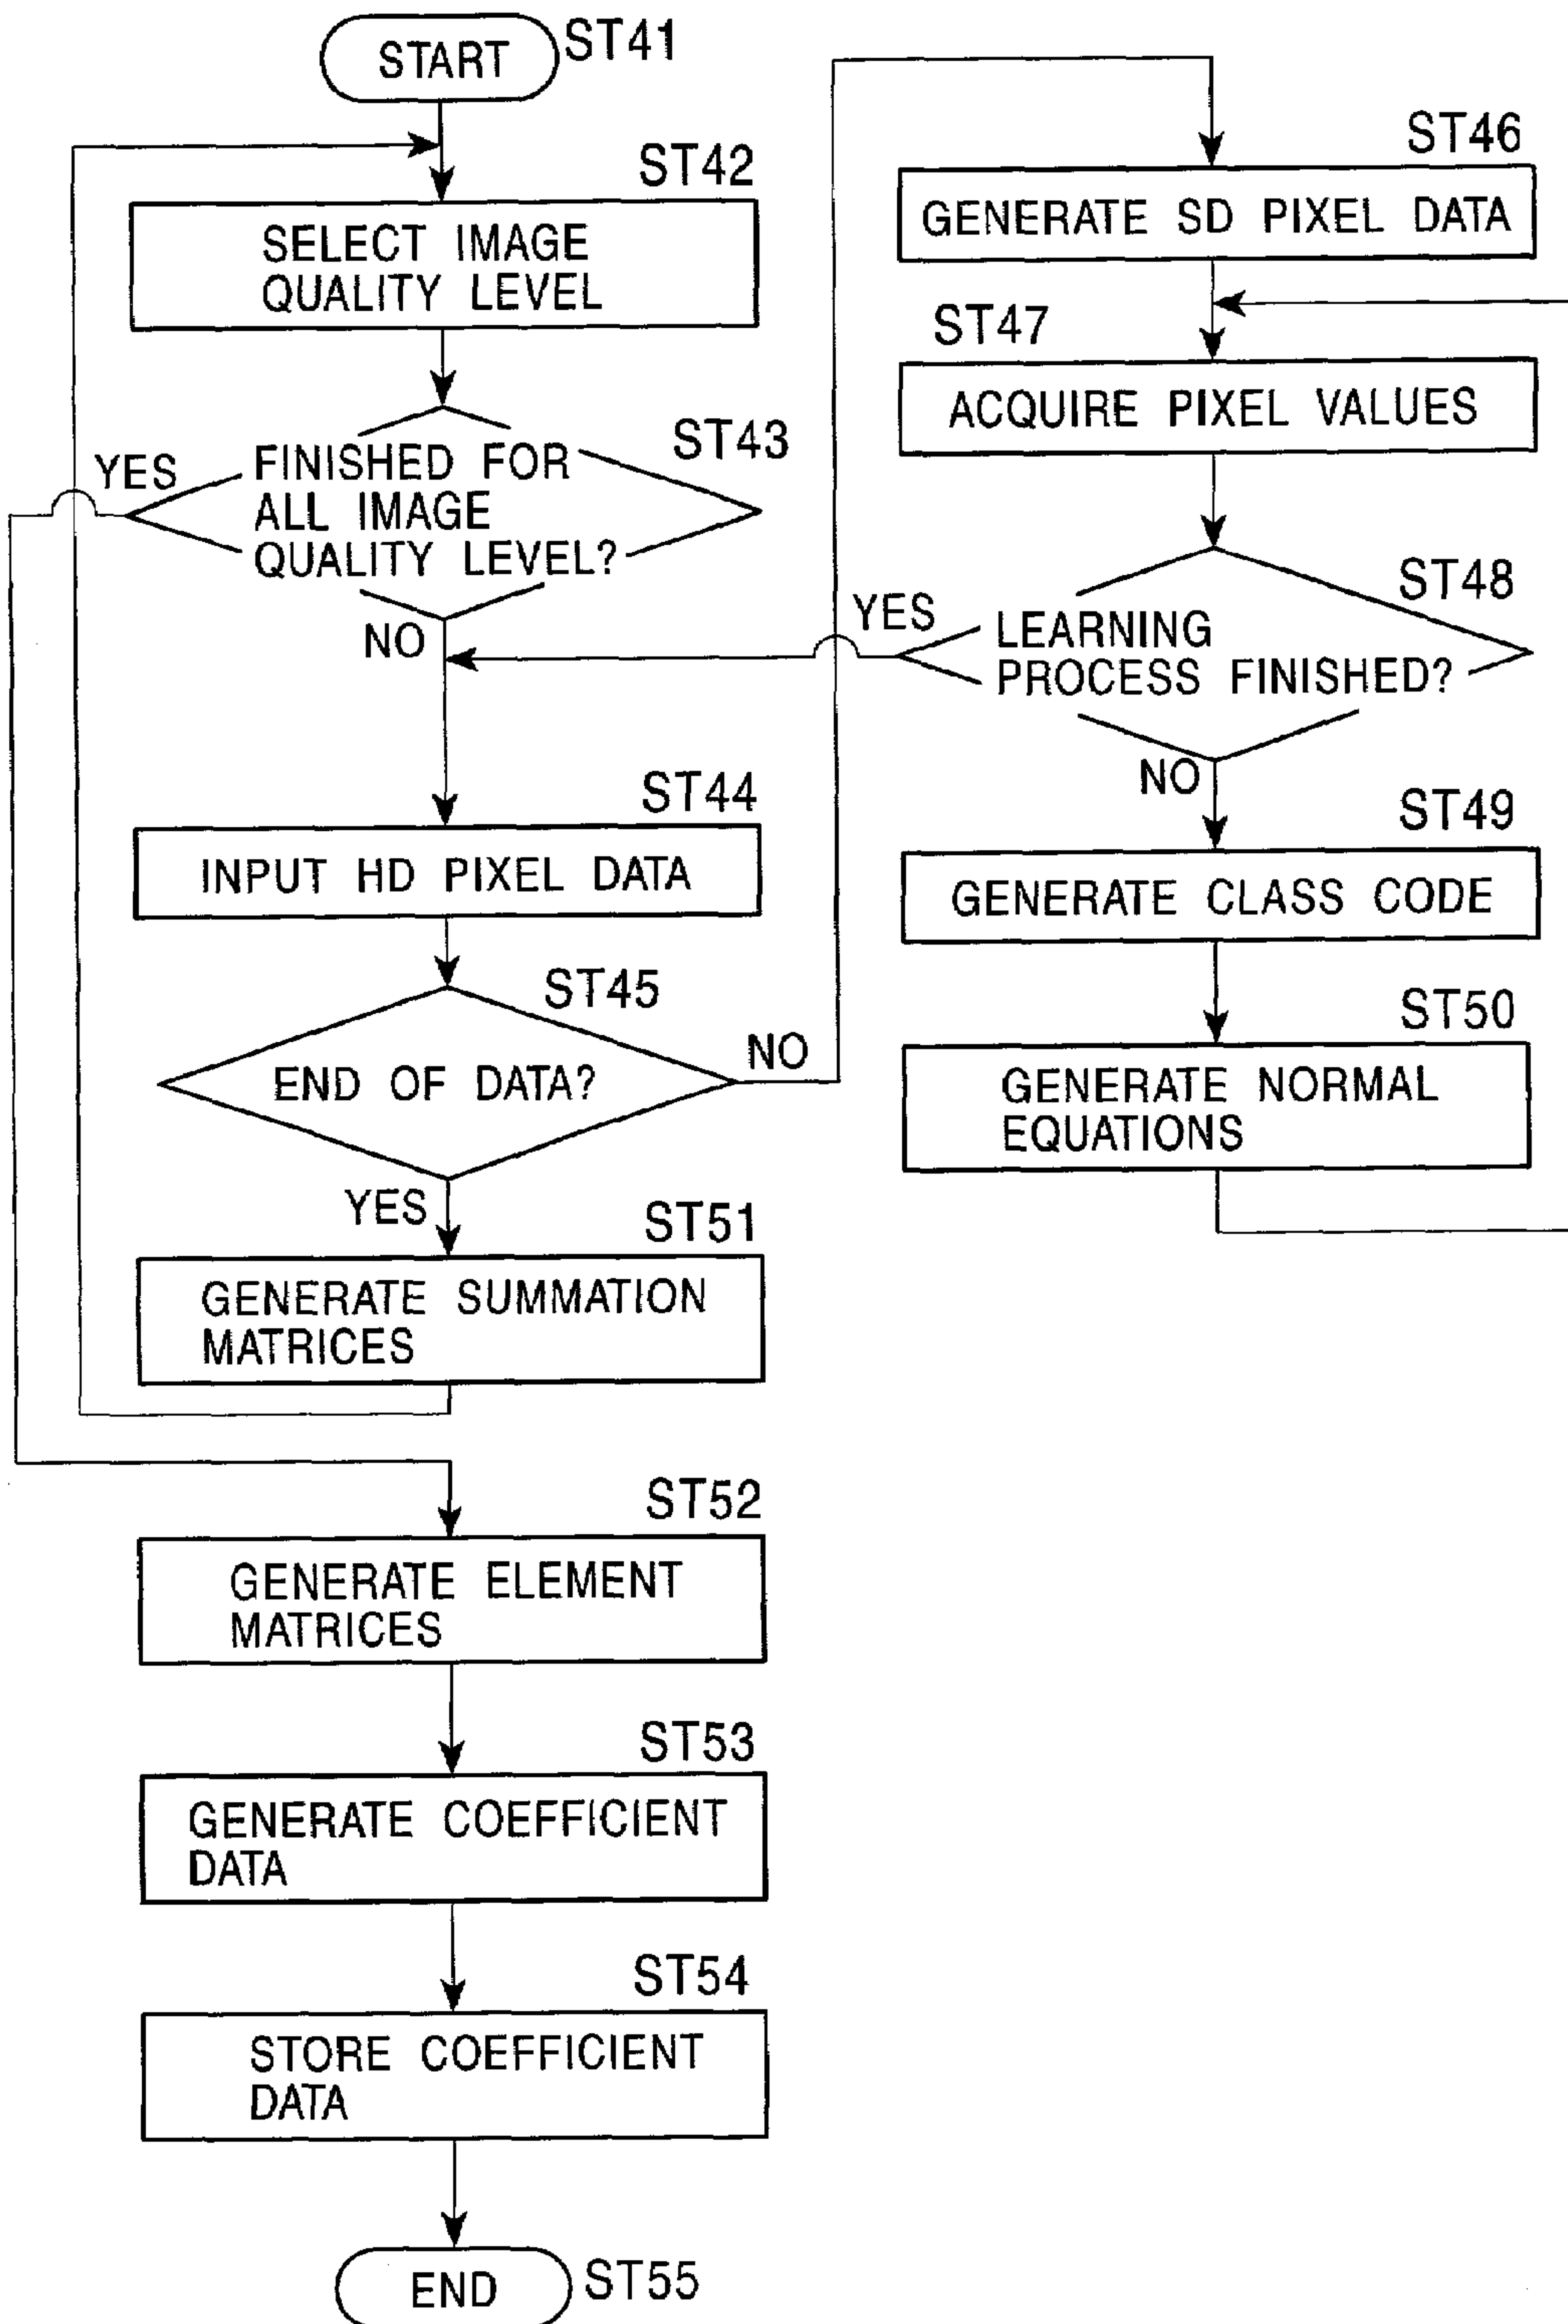 START
ST41
ST42
SELECT IMAGE
QUALITY LEVEL
ST43
YES
FINISHED FOR
ALL IMAGE
QUALITY LEVEL?
NO
ST44
INPUT HD PIXEL DATA
ST45
END OF DATA?
NO
YES
ST46
GENERATE SD PIXEL DATA
ST47
ACQUIRE PIXEL VALUES
ST48
YES
LEARNING
PROCESS FINISHED?
NO
ST49
GENERATE CLASS CODE
ST50
GENERATE NORMAL
EQUATIONS
ST51
GENERATE SUMMATION
MATRICES
ST52
GENERATE ELEMENT
MATRICES
ST53
GENERATE COEFFICIENT
DATA
ST54
STORE COEFFICIENT
DATA
END
ST55